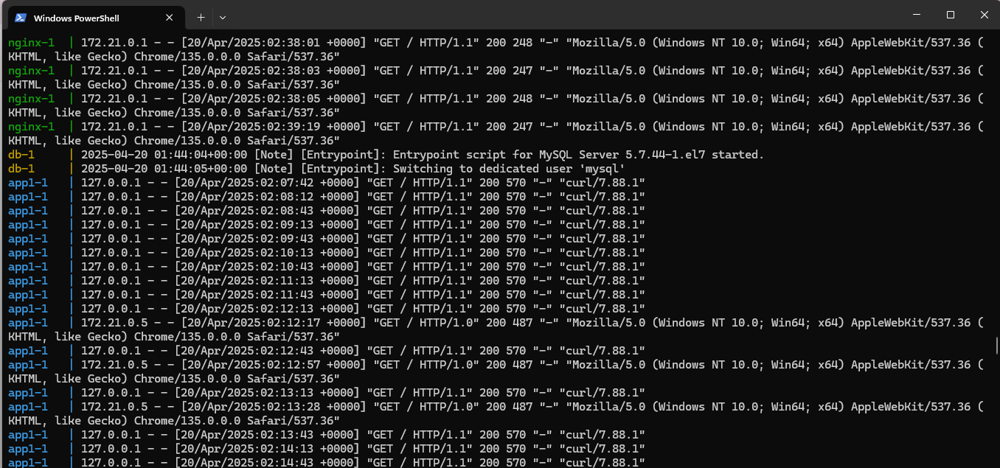 Windows PowerShell
nginx-1  | 172.21.0.1 - - [20/Apr/2025:02:38:01 +0000] "GET / HTTP/1.1" 200 248 "-" "Mozilla/5.0 (Windows NT 10.0; Win64; x64) AppleWebKit/537.36 (
KHTML, like Gecko) Chrome/135.0.0.0 Safari/537.36"
nginx-1  | 172.21.0.1 - - [20/Apr/2025:02:38:03 +0000] "GET / HTTP/1.1" 200 247 "-" "Mozilla/5.0 (Windows NT 10.0; Win64; x64) AppleWebKit/537.36 (
KHTML, like Gecko) Chrome/135.0.0.0 Safari/537.36"
nginx-1  | 172.21.0.1 - - [20/Apr/2025:02:38:05 +0000] "GET / HTTP/1.1" 200 248 "-" "Mozilla/5.0 (Windows NT 10.0; Win64; x64) AppleWebKit/537.36 (
KHTML, like Gecko) Chrome/135.0.0.0 Safari/537.36"
nginx-1  | 172.21.0.1 - - [20/Apr/2025:02:39:19 +0000] "GET / HTTP/1.1" 200 247 "-" "Mozilla/5.0 (Windows NT 10.0; Win64; x64) AppleWebKit/537.36 (
KHTML, like Gecko) Chrome/135.0.0.0 Safari/537.36"
db-1     | 2025-04-20 01:44:04+00:00 [Note] [Entrypoint]: Entrypoint script for MySQL Server 5.7.44-1.el7 started.
db-1     | 2025-04-20 01:44:05+00:00 [Note] [Entrypoint]: Switching to dedicated user 'mysql'
app1-1   | 127.0.0.1 - - [20/Apr/2025:02:07:42 +0000] "GET / HTTP/1.1" 200 570 "-" "curl/7.88.1"
app1-1   | 127.0.0.1 - - [20/Apr/2025:02:08:12 +0000] "GET / HTTP/1.1" 200 570 "-" "curl/7.88.1"
app1-1   | 127.0.0.1 - - [20/Apr/2025:02:08:43 +0000] "GET / HTTP/1.1" 200 570 "-" "curl/7.88.1"
app1-1   | 127.0.0.1 - - [20/Apr/2025:02:09:13 +0000] "GET / HTTP/1.1" 200 570 "-" "curl/7.88.1"
app1-1   | 127.0.0.1 - - [20/Apr/2025:02:09:43 +0000] "GET / HTTP/1.1" 200 570 "-" "curl/7.88.1"
app1-1   | 127.0.0.1 - - [20/Apr/2025:02:10:13 +0000] "GET / HTTP/1.1" 200 570 "-" "curl/7.88.1"
app1-1   | 127.0.0.1 - - [20/Apr/2025:02:10:43 +0000] "GET / HTTP/1.1" 200 570 "-" "curl/7.88.1"
app1-1   | 127.0.0.1 - - [20/Apr/2025:02:11:13 +0000] "GET / HTTP/1.1" 200 570 "-" "curl/7.88.1"
app1-1   | 127.0.0.1 - - [20/Apr/2025:02:11:43 +0000] "GET / HTTP/1.1" 200 570 "-" "curl/7.88.1"
app1-1   | 127.0.0.1 - - [20/Apr/2025:02:12:13 +0000] "GET / HTTP/1.1" 200 570 "-" "curl/7.88.1"
app1-1   | 172.21.0.5 - - [20/Apr/2025:02:12:17 +0000] "GET / HTTP/1.0" 200 487 "-" "Mozilla/5.0 (Windows NT 10.0; Win64; x64) AppleWebKit/537.36 (
KHTML, like Gecko) Chrome/135.0.0.0 Safari/537.36"
app1-1   | 127.0.0.1 - - [20/Apr/2025:02:12:43 +0000] "GET / HTTP/1.1" 200 570 "-" "curl/7.88.1"
app1-1   | 172.21.0.5 - - [20/Apr/2025:02:12:57 +0000] "GET / HTTP/1.0" 200 487 "-" "Mozilla/5.0 (Windows NT 10.0; Win64; x64) AppleWebKit/537.36 (
KHTML, like Gecko) Chrome/135.0.0.0 Safari/537.36"
app1-1   | 127.0.0.1 - - [20/Apr/2025:02:13:13 +0000] "GET / HTTP/1.1" 200 570 "-" "curl/7.88.1"
app1-1   | 172.21.0.5 - - [20/Apr/2025:02:13:28 +0000] "GET / HTTP/1.0" 200 487 "-" "Mozilla/5.0 (Windows NT 10.0; Win64; x64) AppleWebKit/537.36 (
KHTML, like Gecko) Chrome/135.0.0.0 Safari/537.36"
app1-1   | 127.0.0.1 - - [20/Apr/2025:02:13:43 +0000] "GET / HTTP/1.1" 200 570 "-" "curl/7.88.1"
app1-1   | 127.0.0.1 - - [20/Apr/2025:02:14:13 +0000] "GET / HTTP/1.1" 200 570 "-" "curl/7.88.1"
app1-1   | 127.0.0.1 - - [20/Apr/2025:02:14:43 +0000] "GET / HTTP/1.1" 200 570 "-" "curl/7.88.1"